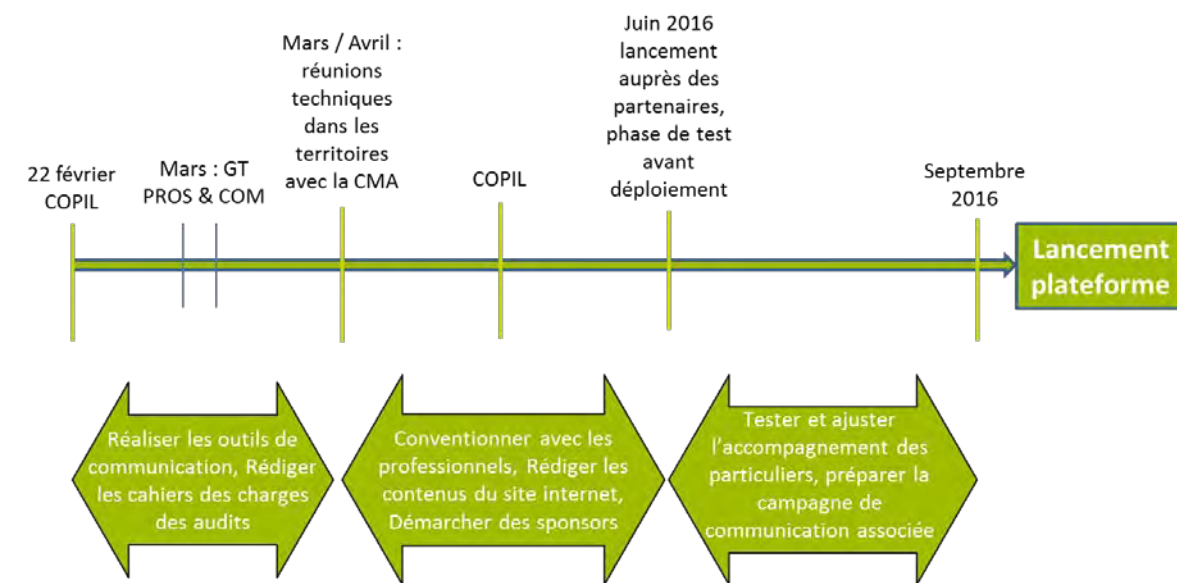 22 février
COPIL
Mars : GT
PROS & COM
Mars / Avril :
réunions
techniques
dans les
territoires
avec la CMA
COPIL
Juin 2016
lancement
auprès des
partenaires,
phase de test
avant
déploiement
Septembre
2016
Lancement
plateforme
Réaliser les outils de
communication, Rédiger
les cahiers des charges
des audits
Conventionner avec les
professionnels, Rédiger les
contenus du site internet,
Démarcher des sponsors
Tester et ajuster
l'accompagnement des
particuliers, préparer la
campagne de
communication associée